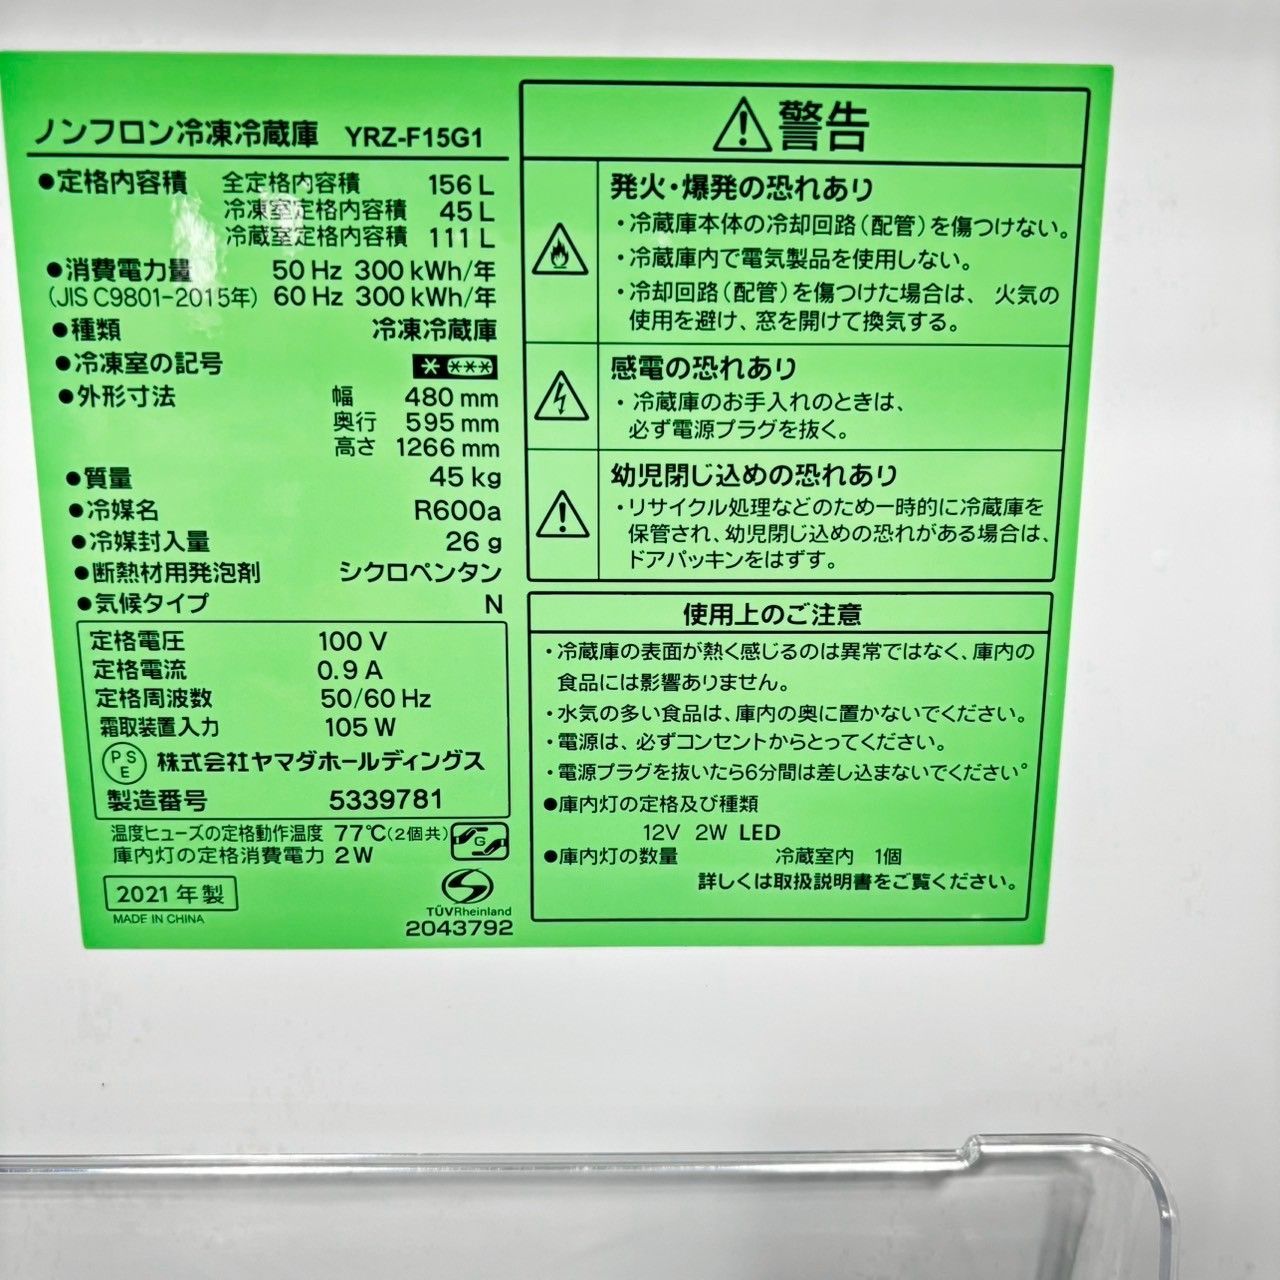 ノンフロン冷凍冷蔵庫 YRZ-F15G1
●定格内容積 全定格内容積 156 L
冷凍室定格内容積 45 L
冷蔵室定格内容積 111 L
●消費電力量 50 Hz 300 kWh/年
(JIS C9801-2015年) 60 Hz 300 kWh/年
●種類 冷凍冷蔵庫
●冷凍室の記号 * ***
●外形寸法 幅 480 mm
奥行 595 mm
高さ 1266 mm
●質量 45 kg
●冷媒名 R600a
●冷媒封入量 26 g
●断熱材用発泡剤 シクロペンタン
●気候タイプ N
定格電圧 100 V
定格電流 0.9 A
定格周波数 50/60 Hz
霜取装置入力 105 W
PSE 株式会社ヤマダホールディングス
製造番号 5339781
温度ヒューズの定格動作温度 77℃(2個共)
庫内灯の定格消費電力 2 W
G
2021 年製
MADE IN CHINA
TÜVRheinland
2043792
警告
発火・爆発の恐れあり
・冷蔵庫本体の冷却回路(配管)を傷つけない。
・冷蔵庫内で電気製品を使用しない。
・冷却回路(配管)を傷つけた場合は、 火気の
使用を避け、窓を開けて換気する。
感電の恐れあり
・冷蔵庫のお手入れのときは、
必ず電源プラグを抜く。
幼児閉じ込めの恐れあり
・リサイクル処理などのため一時的に冷蔵庫を
保管され、幼児閉じ込めの恐れがある場合は、
ドアパッキンをはずす。
使用上のご注意
・冷蔵庫の表面が熱く感じるのは異常ではなく、庫内の
食品には影響ありません。
・水気の多い食品は、庫内の奥に置かないでください。
・電源は、必ずコンセントからとってください。
・電源プラグを抜いたら6分間は差し込まないでください。
●庫内灯の定格及び種類
12V 2W LED
●庫内灯の数量 冷蔵室内 1個
詳しくは取扱説明書をご覧ください。